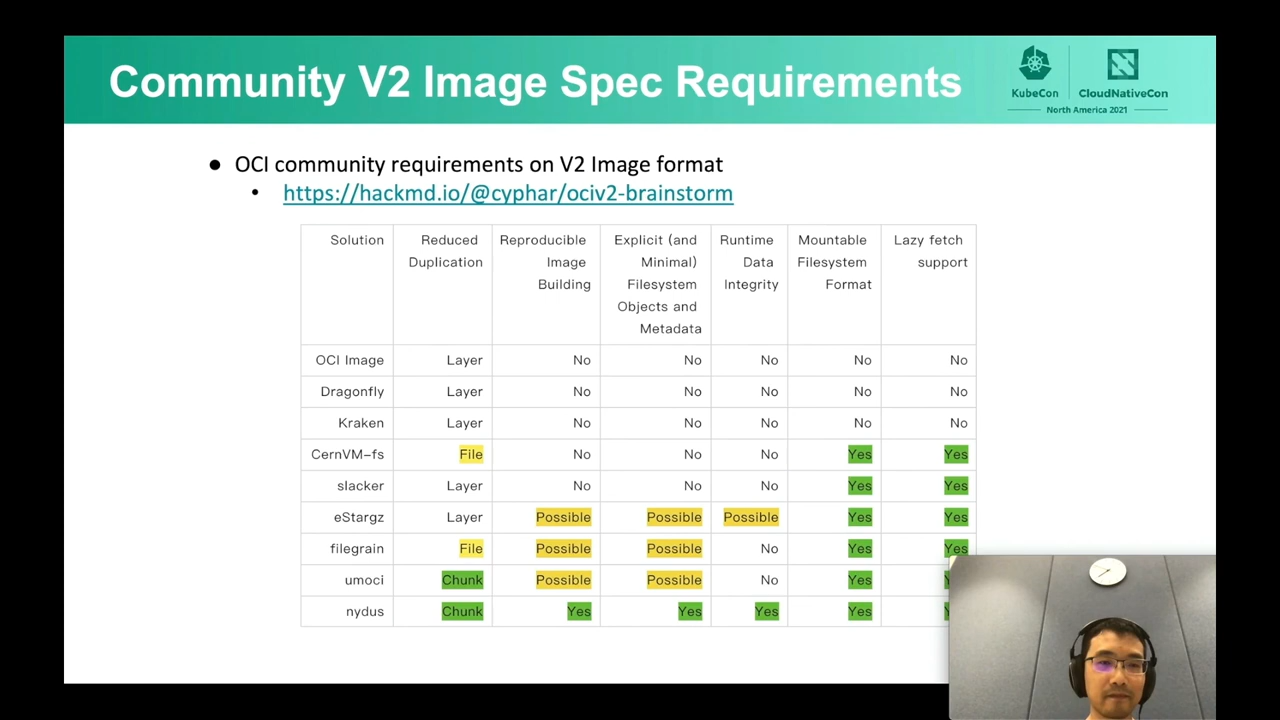 Community V2 Image Spec Requirements
KubeCon CloudNativeCon
North America 2021
● OCI community requirements on V2 Image format
• https://hackmd.io/@cyphar/ociv2-brainstorm
Solution Reduced Duplication Reproducible Image Building Explicit (and Minimal) Filesystem Objects and Metadata Runtime Data Integrity Mountable Filesystem Format Lazy fetch support
OCI Image Layer No No No No No
Dragonfly Layer No No No No No
Kraken Layer No No No No No
CernVM-fs File No No No Yes Yes
slacker Layer No No No Yes Yes
eStargz Layer Possible Possible Possible Yes Yes
filegrain File Possible Possible No Yes Yes
umoci Chunk Possible Possible No Yes
nydus Chunk Yes Yes Yes Yes